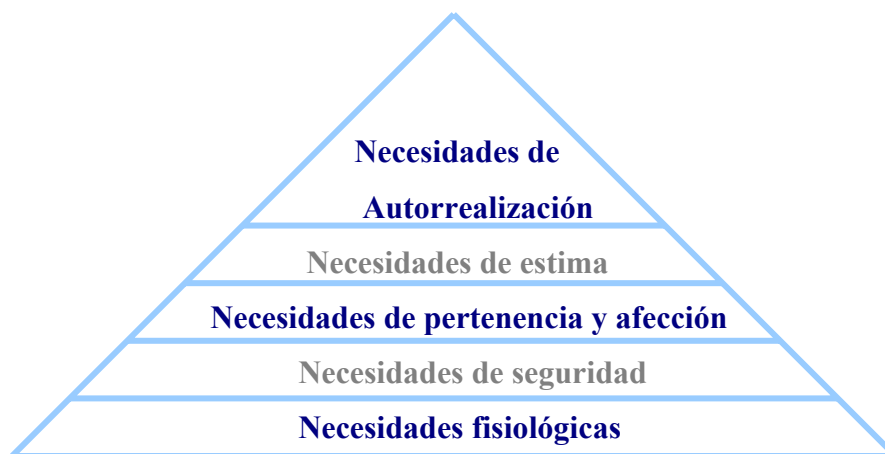 Necesidades de
Autorrealización
Necesidades de estima
Necesidades de pertenencia y afección
Necesidades de seguridad
Necesidades fisiológicas